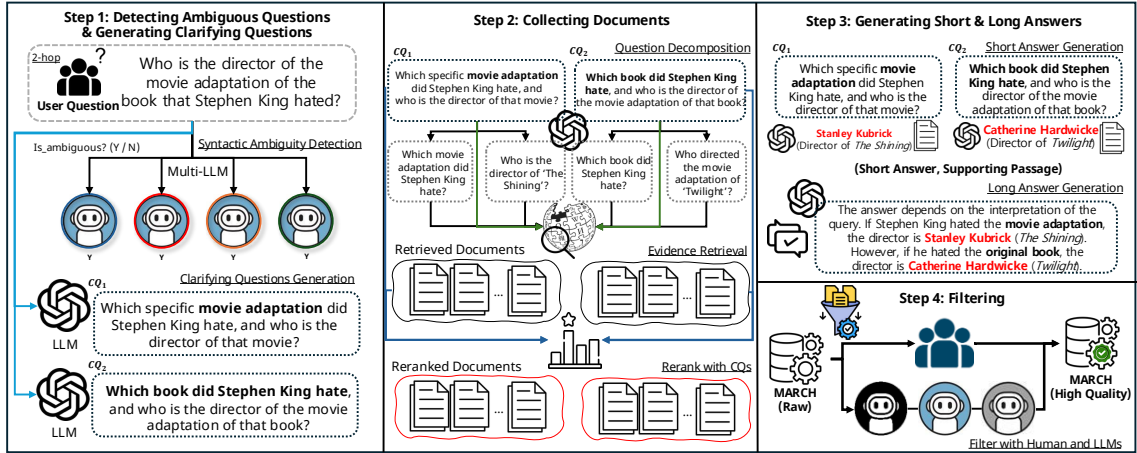 Step 1: Detecting Ambiguous Questions
& Generating Clarifying Questions
2-hop
?
User Question
Who is the director of the
movie adaptation of the
book that Stephen King hated?
Is_ambiguous? (Y / N)
Syntactic Ambiguity Detection
Multi-LLM
Y
Y
Y
Y
Clarifying Questions Generation
CQ1
LLM
Which specific movie adaptation did
Stephen King hate, and who is the
director of that movie?
CQ2
LLM
Which book did Stephen King hate,
and who is the director of the movie
adaptation of that book?
Step 2: Collecting Documents
CQ1
CQ2
Question Decomposition
Which specific movie adaptation
did Stephen King hate, and
who is the director of that movie?
Which book did Stephen King
hate, and who is the director of
the movie adaptation of that book?
Which movie
adaptation did
Stephen King
hate?
Who is the
director of 'The
Shining'?
Which book did
Stephen King
hate?
Who directed
the movie
adaptation of
'Twilight'?
Retrieved Documents
Evidence Retrieval
...
...
Reranked Documents
Rerank with CQs
...
...
Step 3: Generating Short & Long Answers
CQ1
CQ2
Short Answer Generation
Which specific movie
adaptation did Stephen
King hate, and who is the
director of that movie?
Which book did Stephen
King hate, and who is the
director of the movie
adaptation of that book?
Stanley Kubrick
(Director of The Shining)
Catherine Hardwicke
(Director of Twilight)
(Short Answer, Supporting Passage)
Long Answer Generation
The answer depends on the interpretation of the
query. If Stephen King hated the movie adaptation,
the director is Stanley Kubrick (The Shining).
However, if he hated the original book, the
director is Catherine Hardwicke (Twilight).
Step 4: Filtering
MARCH
(Raw)
MARCH
(High Quality)
Filter with Human and LLMs